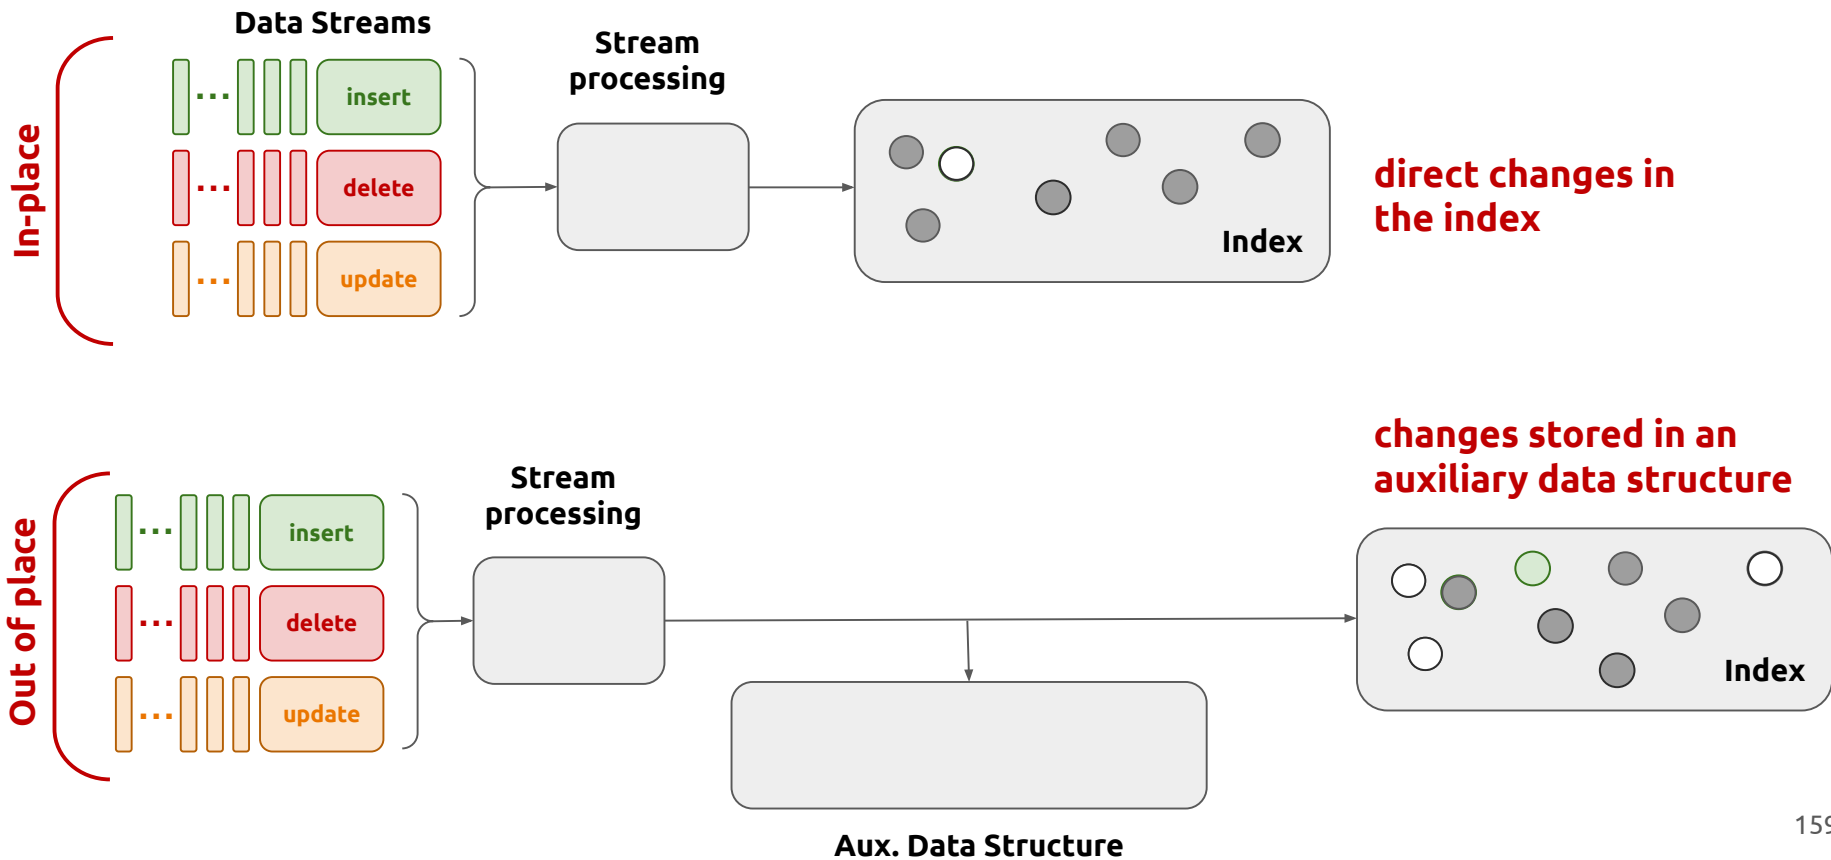 Data Streams
Stream
processing
In-place
...
insert
...
delete
...
update
Index
direct changes in
the index
changes stored in an
auxiliary data structure
Stream
processing
Out of place
...
insert
...
delete
...
update
Index
Aux. Data Structure
159